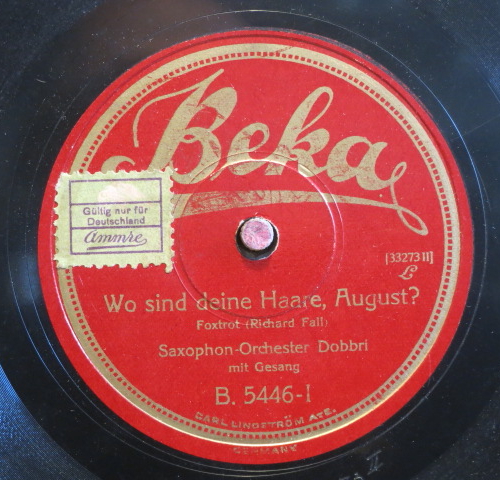 Beka
Gültig nur für
Deutschland
Ammre
[33273 II]
L
Wo sind deine Haare, August?
Foxtrot (Richard Fall)
Saxophon-Orchester Dobbri
mit Gesang
B. 5446-I
CARL LINDSTRÖM AKT.
GERMANY